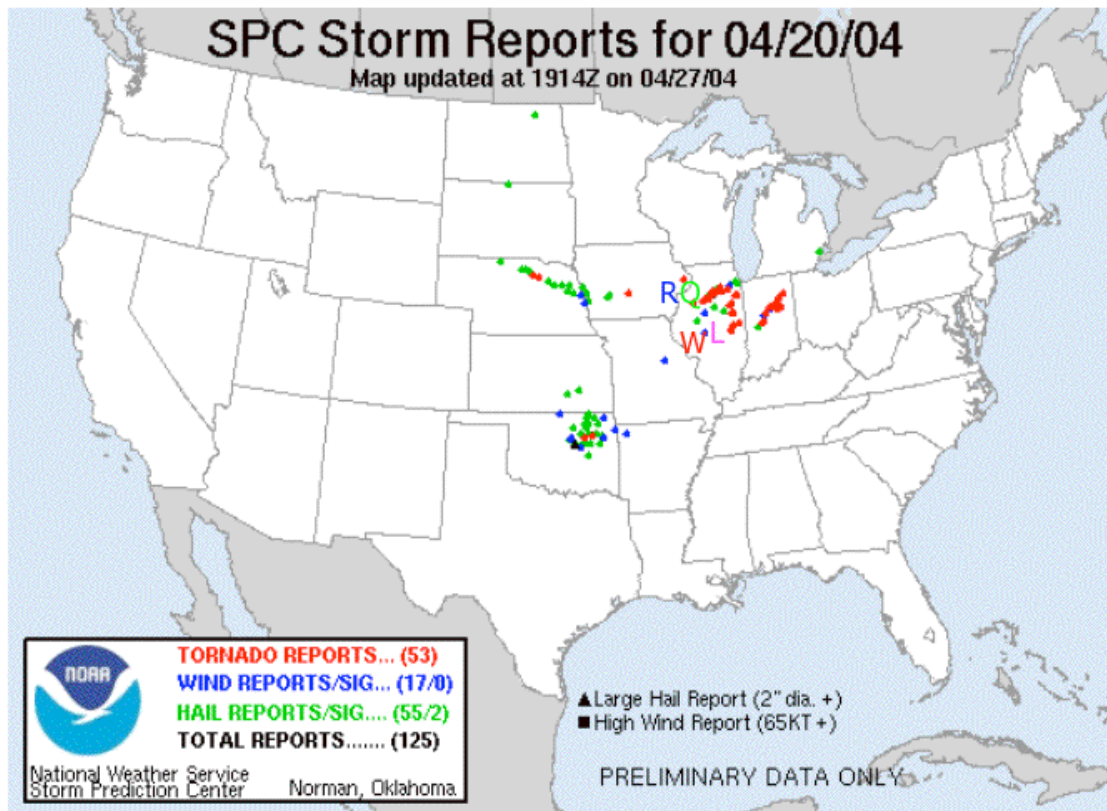 SPC Storm Reports for 04/20/04
Map updated at 1914Z on 04/27/04
R Q
W L
NOAA
TORNADO REPORTS... (53)
WIND REPORTS/SIG... (17/0)
HAIL REPORTS/SIG.... (55/2)
TOTAL REPORTS....... (125)
National Weather Service
Storm Prediction Center
Norman, Oklahoma
▲Large Hail Report (2" dia. +)
■High Wind Report (65KT +)
PRELIMINARY DATA ONLY